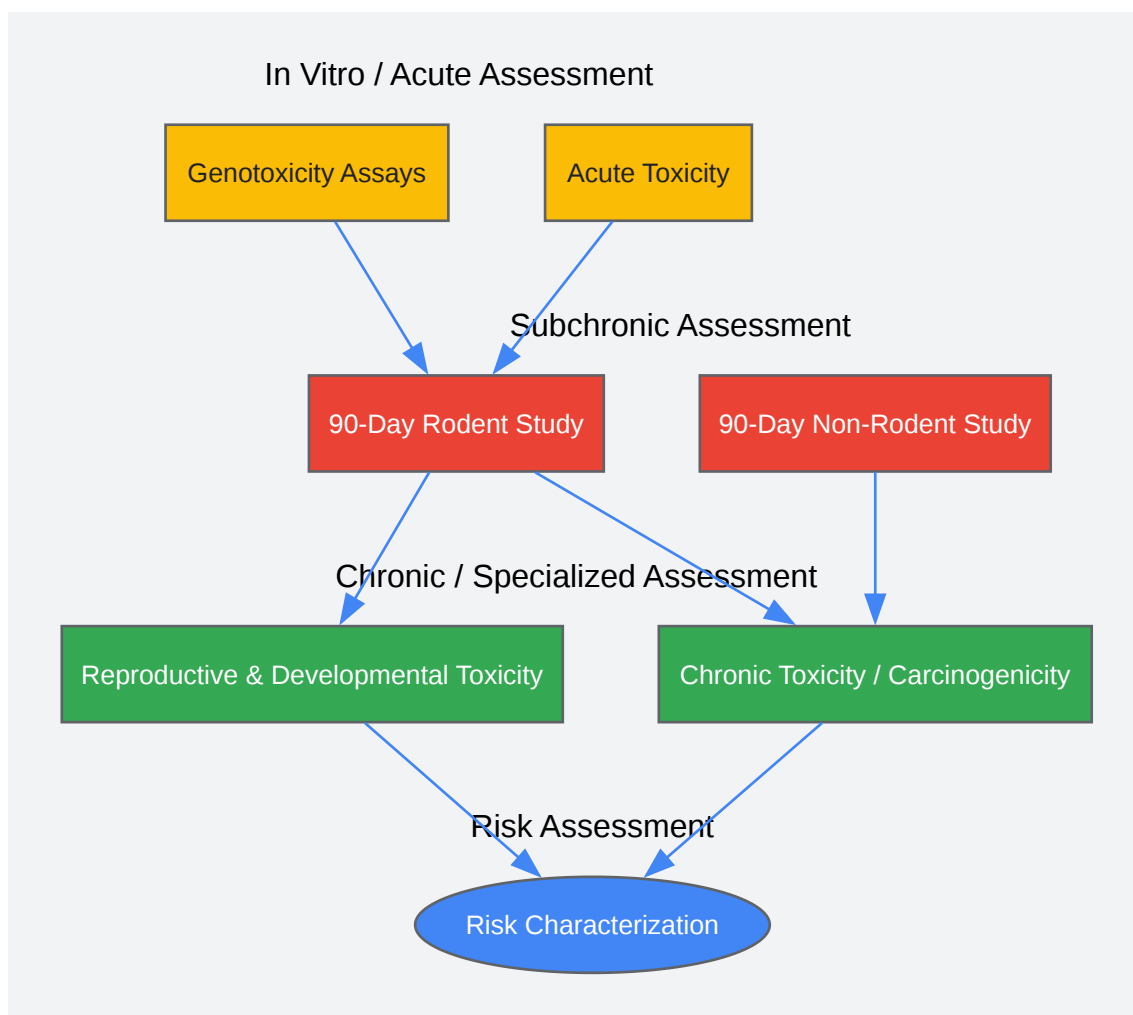 In Vitro / Acute Assessment
Genotoxicity Assays
Acute Toxicity
Subchronic Assessment
90-Day Rodent Study
90-Day Non-Rodent Study
Chronic / Specialized Assessment
Reproductive & Developmental Toxicity
Chronic Toxicity / Carcinogenicity
Risk Assessment
Risk Characterization